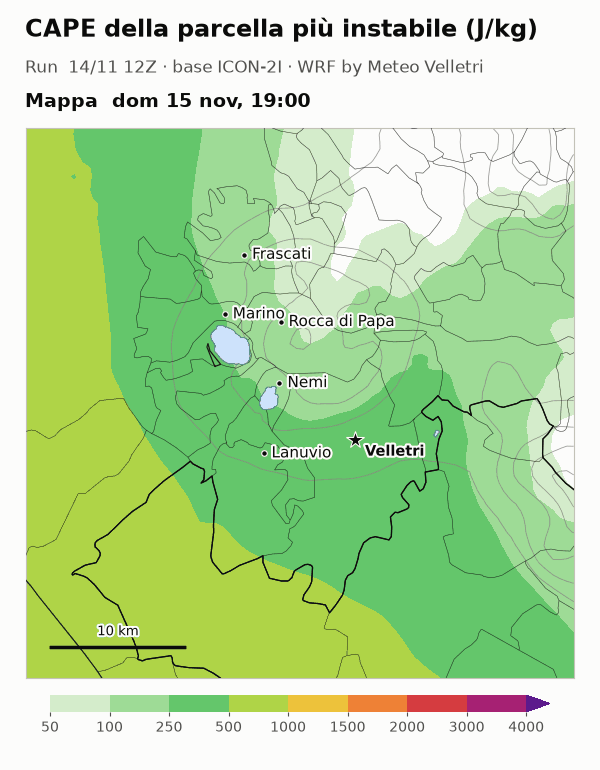 CAPE della parcella più instabile (J/kg)
Run  14/11 12Z · base ICON-2I · WRF by Meteo Velletri
Mappa  dom 15 nov, 19:00
Frascati
Marino
Rocca di Papa
Nemi
Velletri
Lanuvio
10 km
50 100 250 500 1000 1500 2000 3000 4000